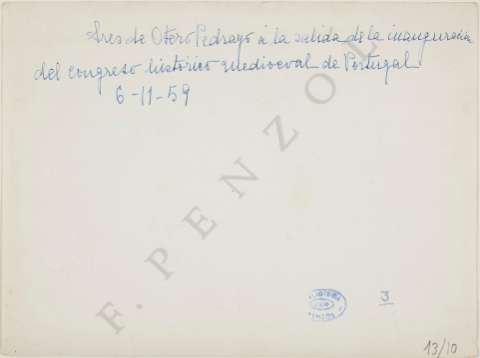 Sres de Otero Pedrayo á la salida de la inauguracion
del congreso histórico medioeval de Portugal.
6-11-59
F. PENZOL
3
13/10